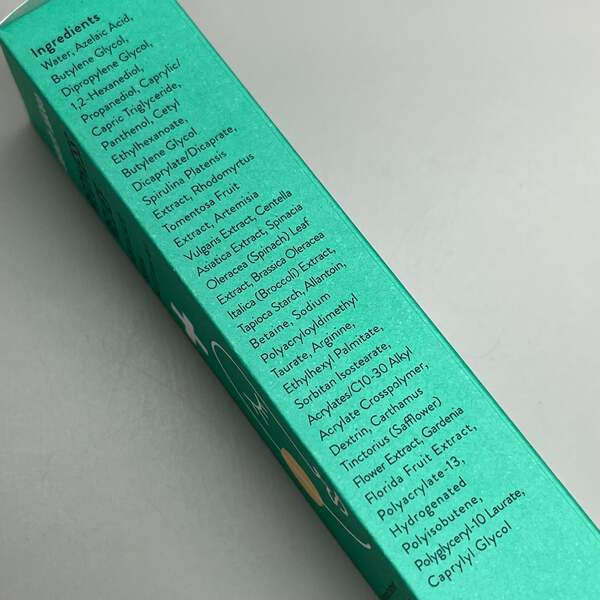 Ingredients
Water, Azelaic Acid,
Butylene Glycol,
Dipropylene Glycol,
1,2-Hexanediol,
Propanediol, Caprylic/
Capric Triglyceride,
Panthenol, Cetyl
Ethylhexanoate,
Butylene Glycol
Dicaprylate/Dicaprate,
Spirulina Platensis
Extract, Rhodomyrtus
Tomentosa Fruit
Extract, Artemisia
Vulgaris Extract, Centella
Asiatica Extract, Spinacia
Oleracea (Spinach) Leaf
Extract, Brassica Oleracea
Italica (Broccoli) Extract,
Tapioca Starch, Allantoin,
Betaine, Sodium
Polyacryloyldimethyl
Taurate, Arginine,
Ethylhexyl Palmitate,
Sorbitan Isostearate,
Acrylates/C10-30 Alkyl
Acrylate Crosspolymer,
Dextrin, Carthamus
Tinctorius (Safflower)
Flower Extract, Gardenia
Florida Fruit Extract,
Polyacrylate-13,
Hydrogenated
Polyisobutene,
Polyglyceryl-10 Laurate,
Caprylyl Glycol